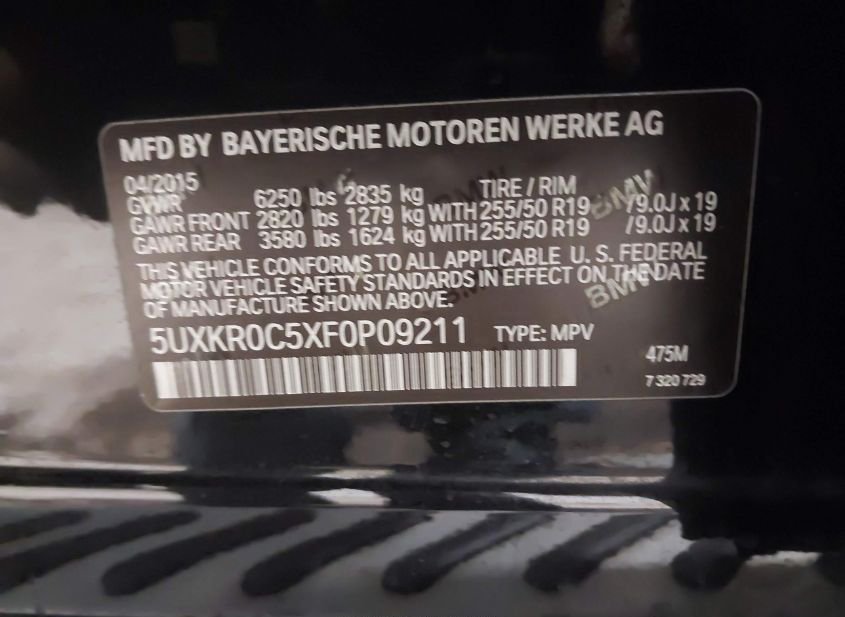 MFD BY BAYERISCHE MOTOREN WERKE AG
04/2015 TIRE / RIM
GVWR 6250 lbs 2835 kg
GAWR FRONT 2820 lbs 1279 kg WITH 255/50 R19 /9.0J x 19
GAWR REAR 3580 lbs 1624 kg WITH 255/50 R19 /9.0J x 19
THIS VEHICLE CONFORMS TO ALL APPLICABLE U. S. FEDERAL
MOTOR VEHICLE SAFETY STANDARDS IN EFFECT ON THE DATE
OF MANUFACTURE SHOWN ABOVE.
5UXKR0C5XF0P09211 TYPE: MPV
475M
7 320 729
BMW
BMW
BMW